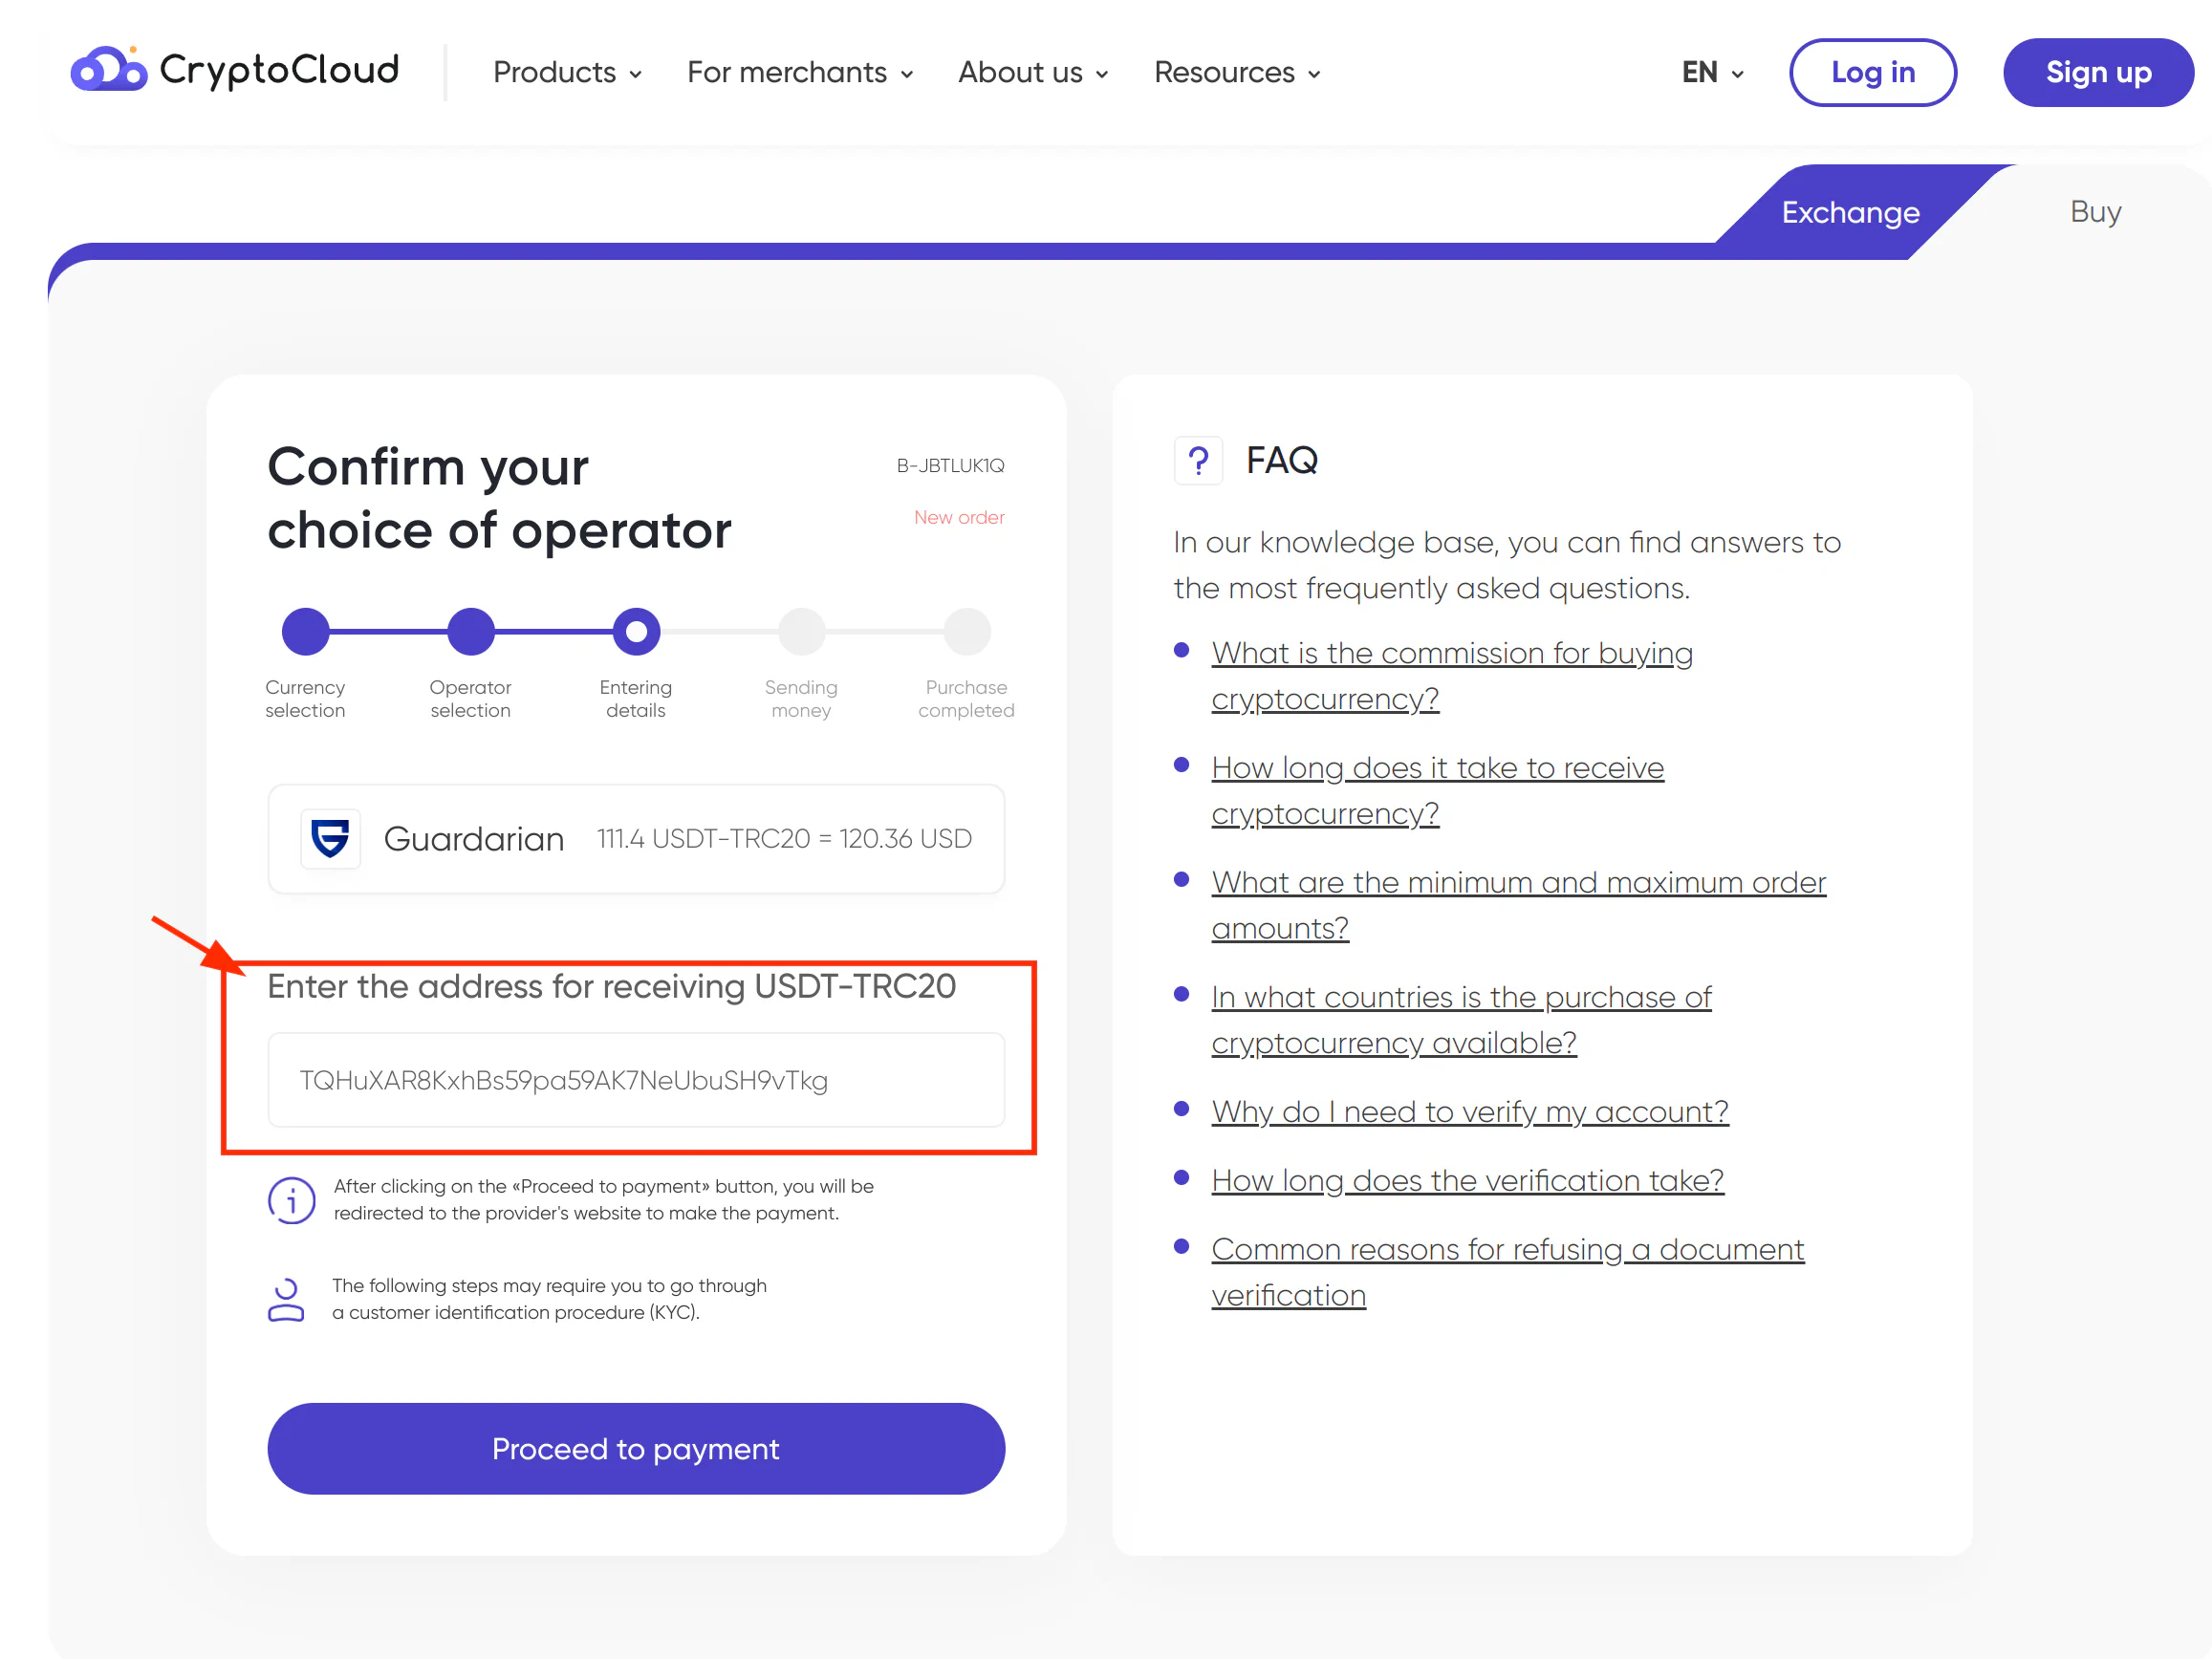 CryptoCloud
Products
For merchants
About us
Resources
EN
Log in
Sign up
Exchange
Buy
Confirm your
choice of operator
B-JBTLUK1Q
New order
Currency
selection
Operator
selection
Entering
details
Sending
money
Purchase
completed
Guardarian
111.4 USDT-TRC20 = 120.36 USD
Enter the address for receiving USDT-TRC20
TQHuXAR8KxhBs59pa59AK7NeUbuSH9vTkg
After clicking on the «Proceed to payment» button, you will be
redirected to the provider's website to make the payment.
The following steps may require you to go through
a customer identification procedure (KYC).
Proceed to payment
?
FAQ
In our knowledge base, you can find answers to
the most frequently asked questions.
What is the commission for buying
cryptocurrency?
How long does it take to receive
cryptocurrency?
What are the minimum and maximum order
amounts?
In what countries is the purchase of
cryptocurrency available?
Why do I need to verify my account?
How long does the verification take?
Common reasons for refusing a document
verification